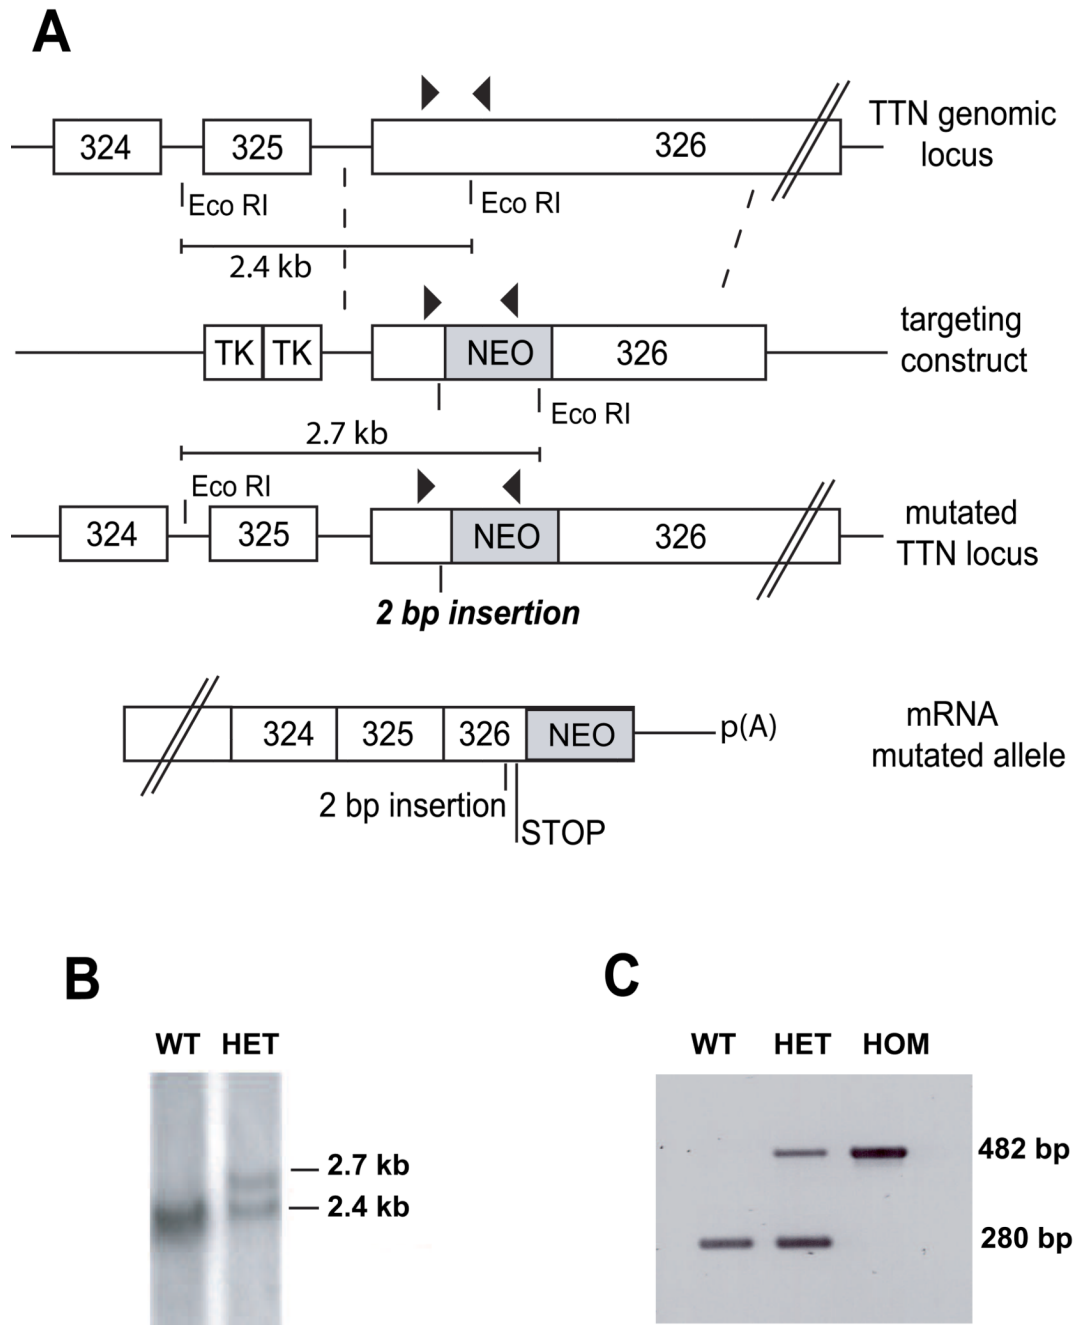 A
324 325 326 TTN genomic
locus
Eco RI Eco RI
2.4 kb
TK TK NEO 326 targeting
construct
Eco RI
2.7 kb
Eco RI
324 325 NEO 326 mutated
TTN locus
2 bp insertion
324 325 326 NEO p(A) mRNA
mutated allele
2 bp insertion
STOP
B
WT HET
2.7 kb
2.4 kb
C
WT HET HOM
482 bp
280 bp